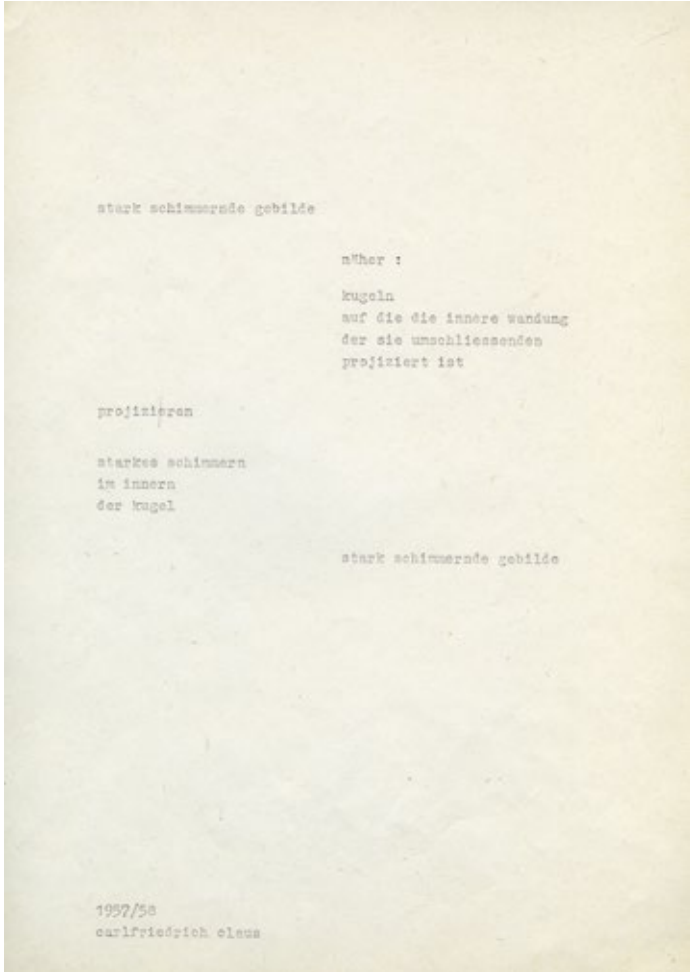 stark schimmernde gebilde
näher :
kugeln
auf die die innere wandung
der sie umschliessenden
projiziert ist
projizieren
starkes schimmern
im innern
der kugel
stark schimmernde gebilde
1957/58
carlfriedrich claus